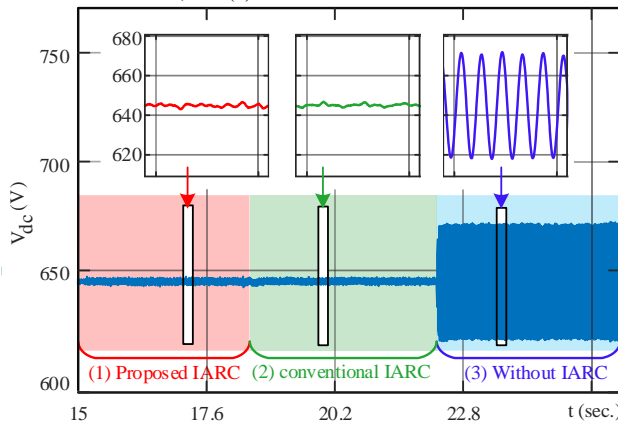 750
700
650
600
V_dc (V)
680
660
640
620
(1) Proposed IARC
(2) conventional IARC
(3) Without IARC
15
17.6
20.2
22.8
t (sec.)